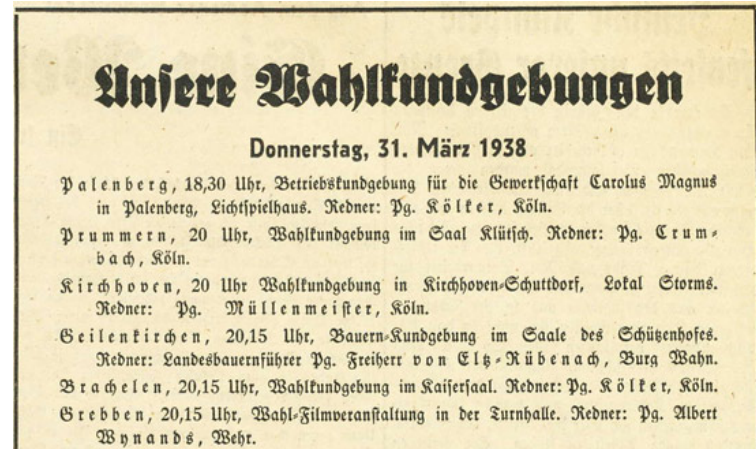 Unsere Wahlkundgebungen
Donnerstag, 31. März 1938
Palenberg, 18,30 Uhr, Betriebskundgebung für die Gewerkschaft Carolus Magnus
in Palenberg, Lichtspielhaus. Redner: Pg. Kölker, Köln.
Prummern, 20 Uhr, Wahlkundgebung im Saal Klütsch. Redner: Pg. Crum-
bach, Köln.
Kirchhoven, 20 Uhr Wahlkundgebung in Kirchhoven-Schuttdorf, Lokal Storms.
Redner: Pg. Müllenmeister, Köln.
Geilenkirchen, 20,15 Uhr, Bauern-Kundgebung im Saale des Schützenhofes.
Redner: Landesbauernführer Pg. Freiherr von Eltz-Rübenach, Burg Wahn.
Brachelen, 20,15 Uhr, Wahlkundgebung im Kaisersaal. Redner: Pg. Kölker, Köln.
Grebben, 20,15 Uhr, Wahl-Filmveranstaltung in der Turnhalle. Redner: Pg. Albert
Wynands, Wehr.